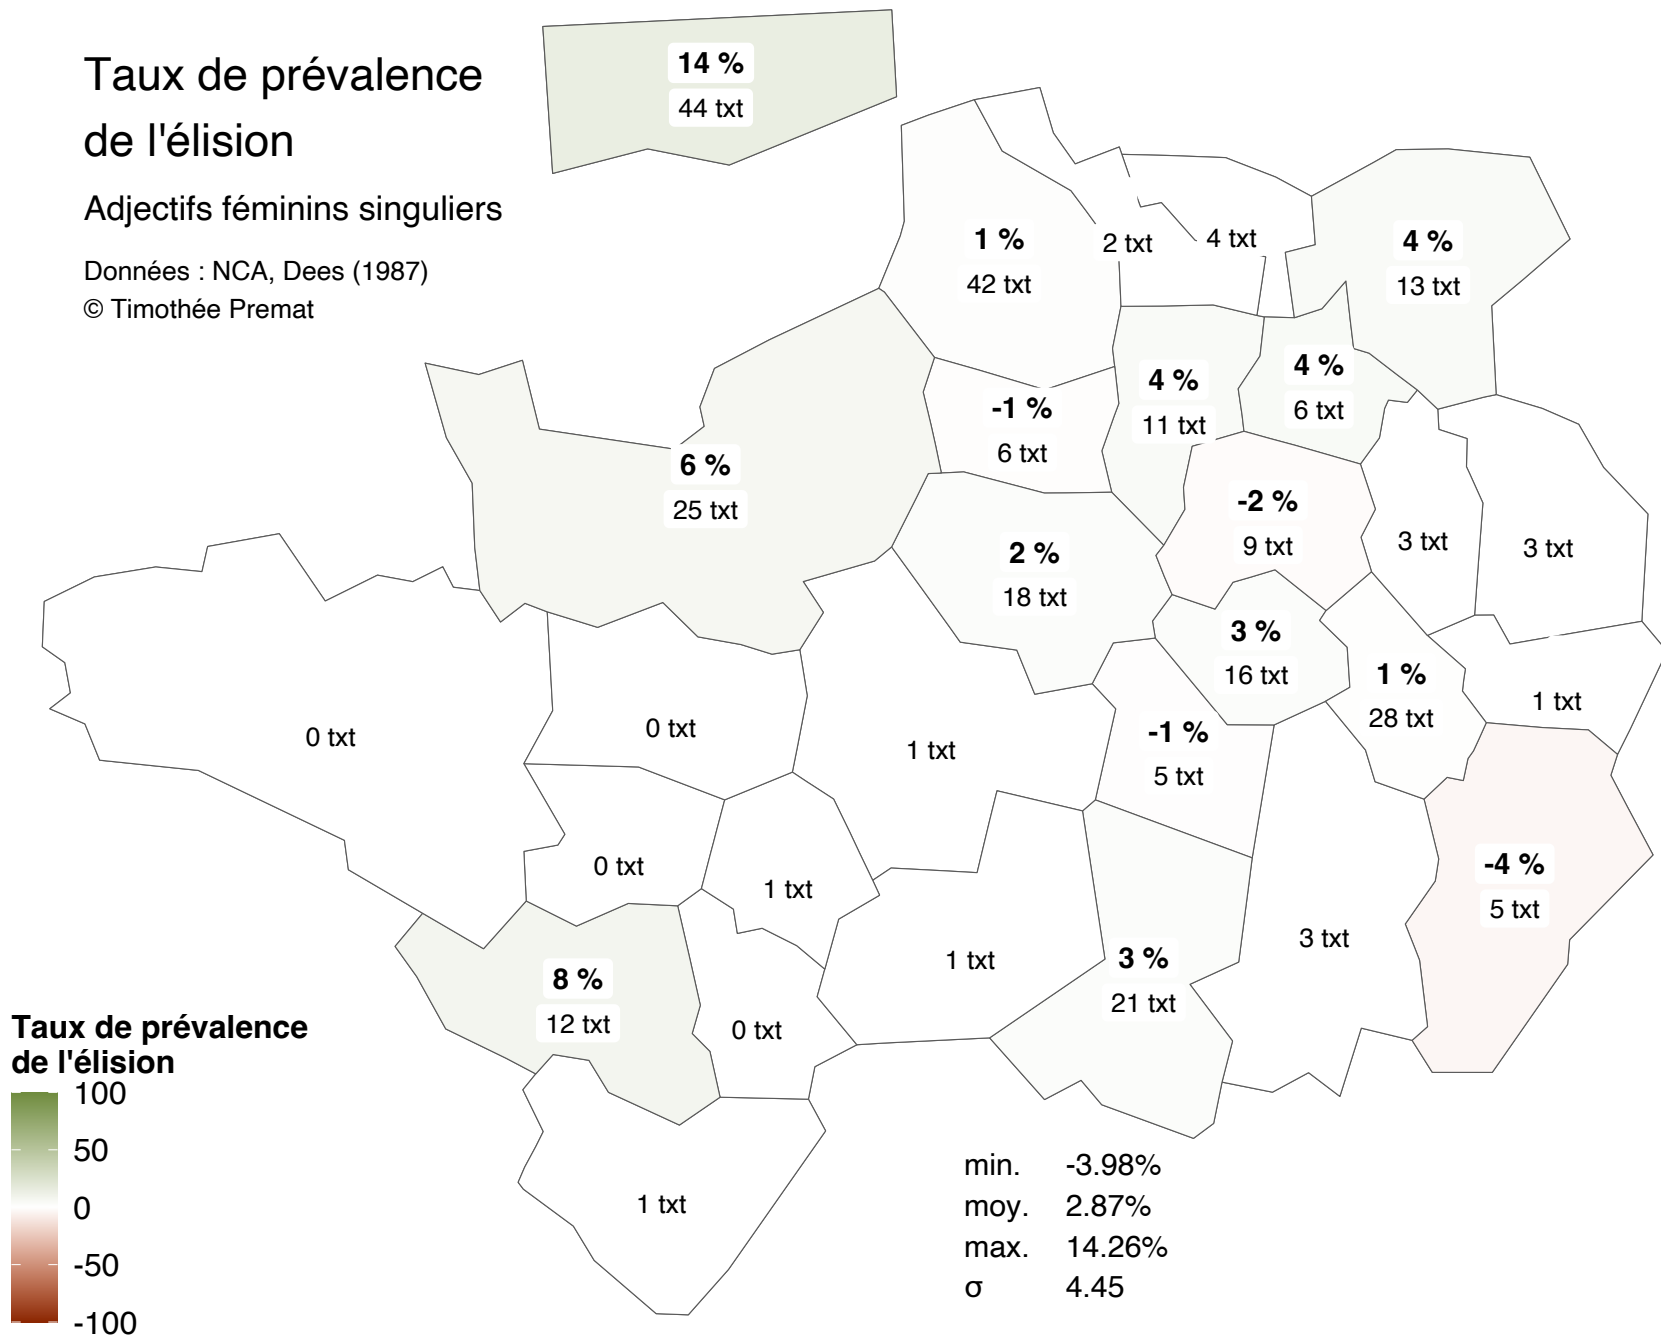 Taux de prévalence
de l'élision
Adjectifs féminins singuliers
Données : NCA, Dees (1987)
© Timothée Premat
14 %
44 txt
1 %
42 txt
2 txt
4 txt
4 %
13 txt
4 %
11 txt
4 %
6 txt
-1 %
6 txt
6 %
25 txt
-2 %
9 txt
3 txt
3 txt
2 %
18 txt
3 %
16 txt
1 %
28 txt
1 txt
0 txt
0 txt
1 txt
-1 %
5 txt
0 txt
1 txt
-4 %
5 txt
8 %
12 txt
0 txt
1 txt
3 %
21 txt
3 txt
1 txt
Taux de prévalence
de l'élision
100
50
0
-50
-100
min. -3.98%
moy. 2.87%
max. 14.26%
σ 4.45